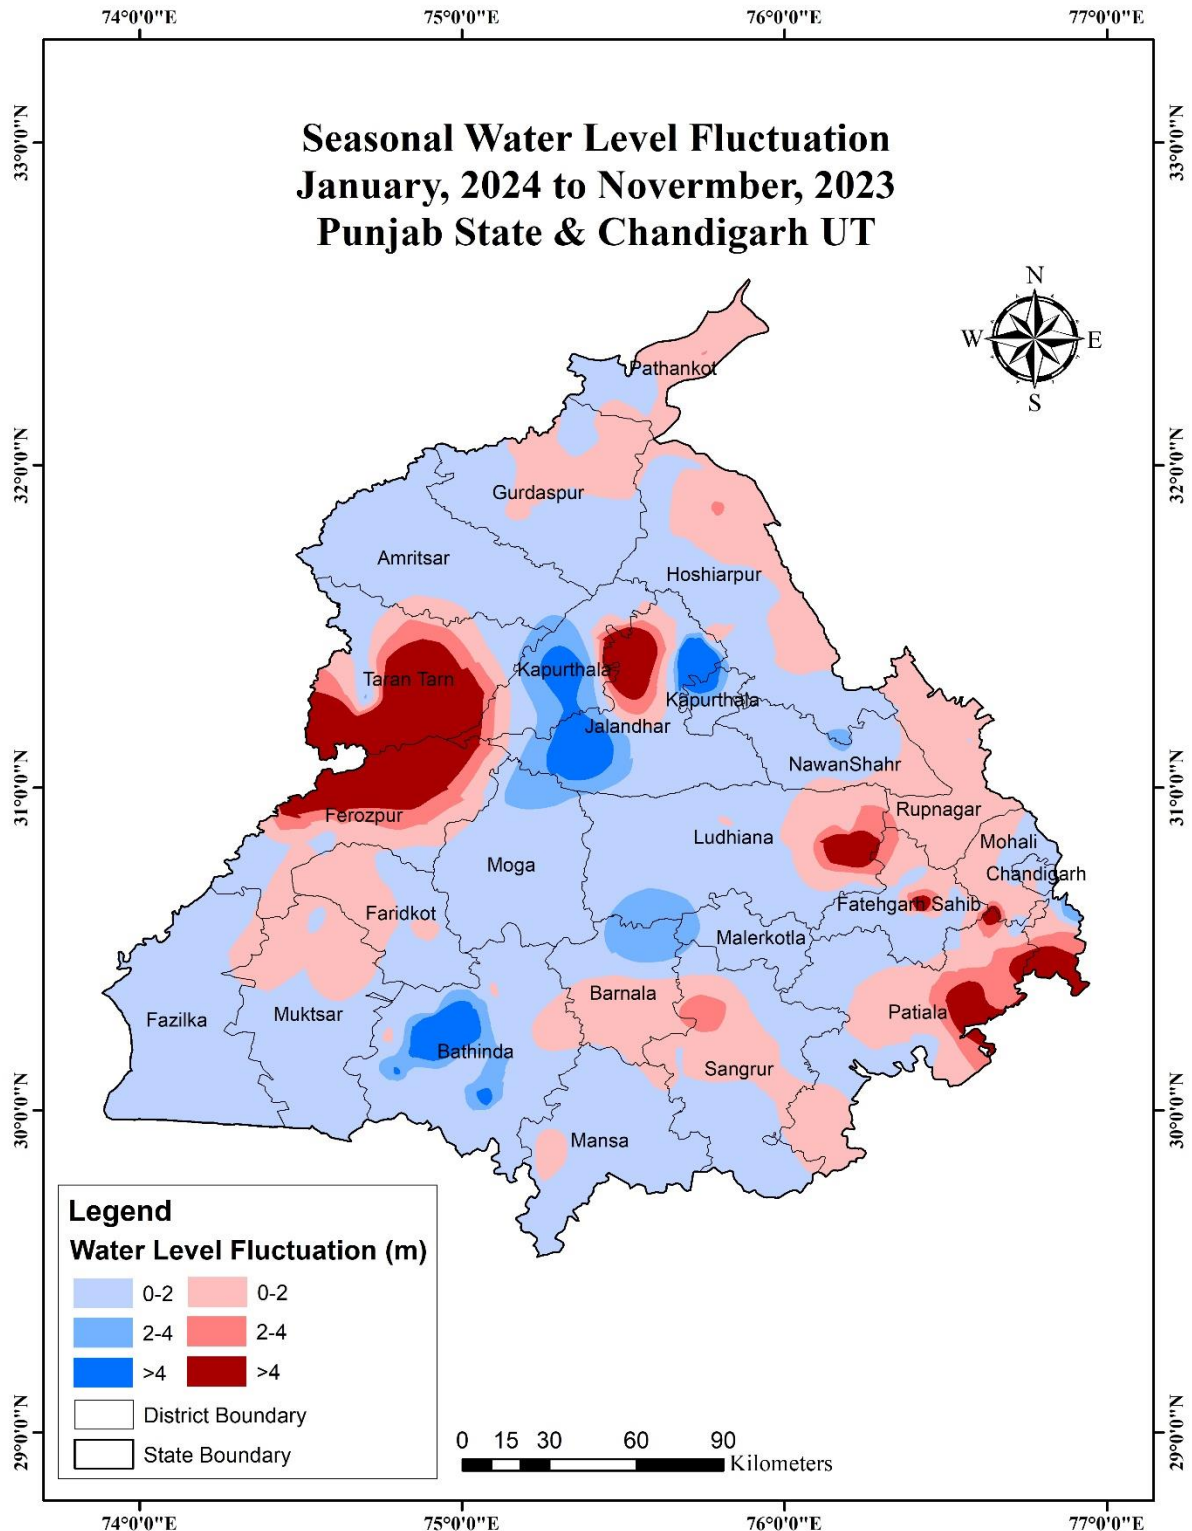 74°0'0"E 75°0'0"E 76°0'0"E 77°0'0"E
33°0'0"N
33°0'0"N
Seasonal Water Level Fluctuation
January, 2024 to Novermber, 2023
Punjab State & Chandigarh UT
N
W E
S
Pathankot
32°0'0"N
32°0'0"N
Gurdaspur
Amritsar
Hoshiarpur
Kapurthala
Taran Tarn
Kapurthala
Jalandhar
NawanShahr
31°0'0"N
31°0'0"N
Rupnagar
Ferozpur
Ludhiana
Mohali
Moga
Chandigarh
Fatehgarh Sahib
Faridkot
Malerkotla
Barnala
Patiala
Muktsar
Fazilka
Bathinda
Sangrur
30°0'0"N
30°0'0"N
Mansa
Legend
Water Level Fluctuation (m)
0-2 0-2
2-4 2-4
>4 >4
District Boundary
State Boundary
29°0'0"N
29°0'0"N
0 15 30 60 90
Kilometers
74°0'0"E 75°0'0"E 76°0'0"E 77°0'0"E